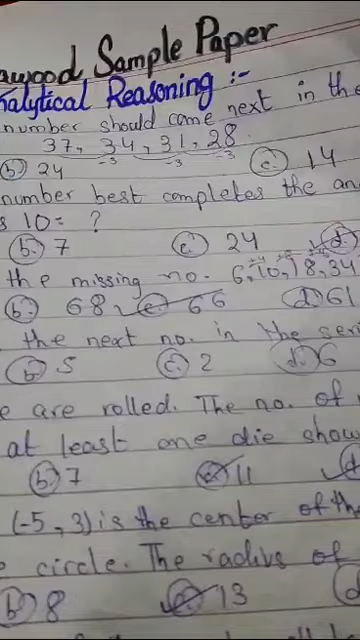 awood Sample Paper
nalytical Reasoning :-
number should come next in the
37, 34, 31, 28
-3 -3 -3
(b) 24 (c) 14
number best completes the an
s 10 = ?
(b.) 7 (c.) 24 (d.)
the missing no. 6, 10, 18, 34
(b.) 68 (c.) 66 (d.) 61
the next no. in the seri
(b.) 5 (c.) 2 (d.) 6
e are rolled. The no. of
at least one die show
(b.) 7 (c.) 11
(-5, 3) is the center of the
circle. The radius of
(b.) 8 (c.) 13 (d